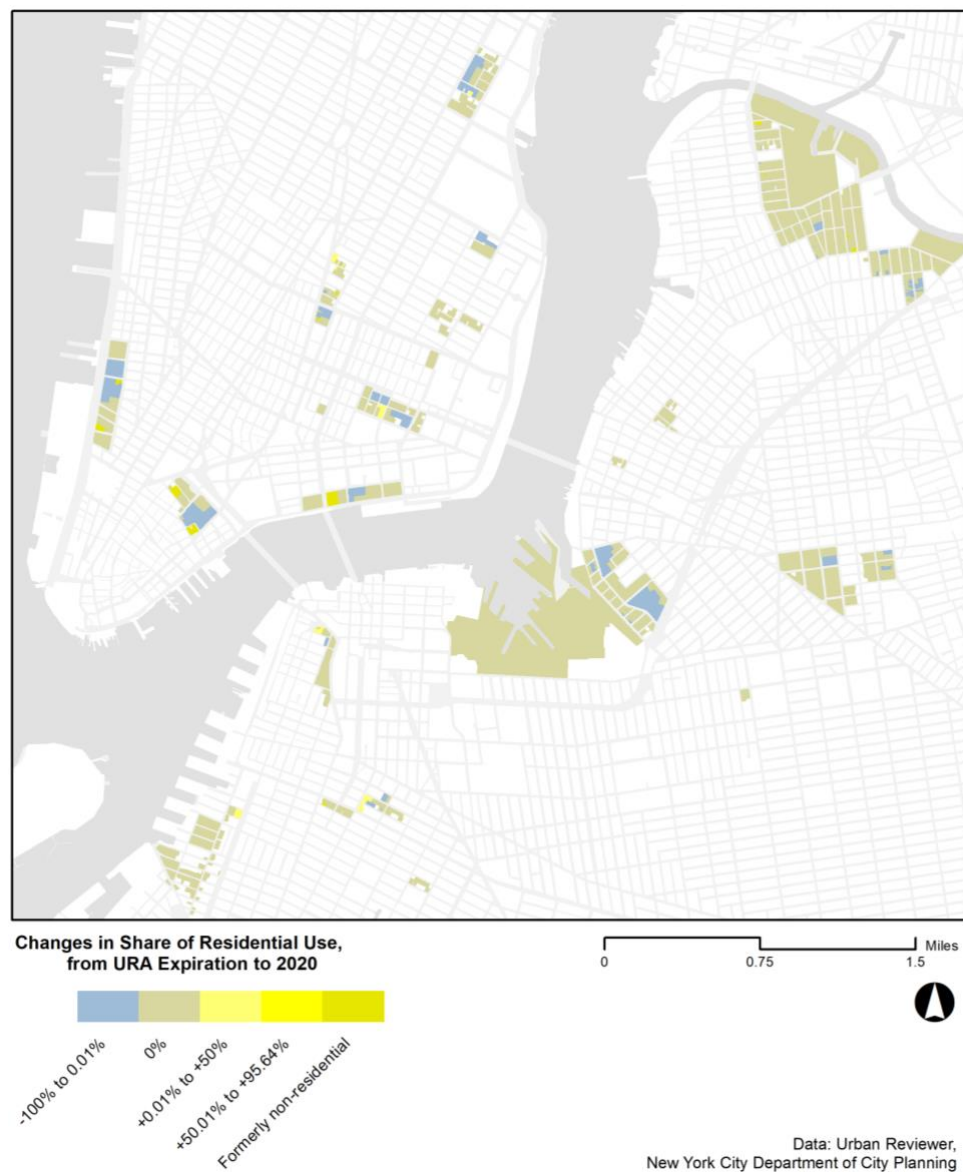 Changes in Share of Residential Use,
from URA Expiration to 2020
-100% to 0.01%
0%
+0.01% to +50%
+50.01% to +95.64%
Formerly non-residential
Miles
0
0.75
1.5
Data: Urban Reviewer,
New York City Department of City Planning